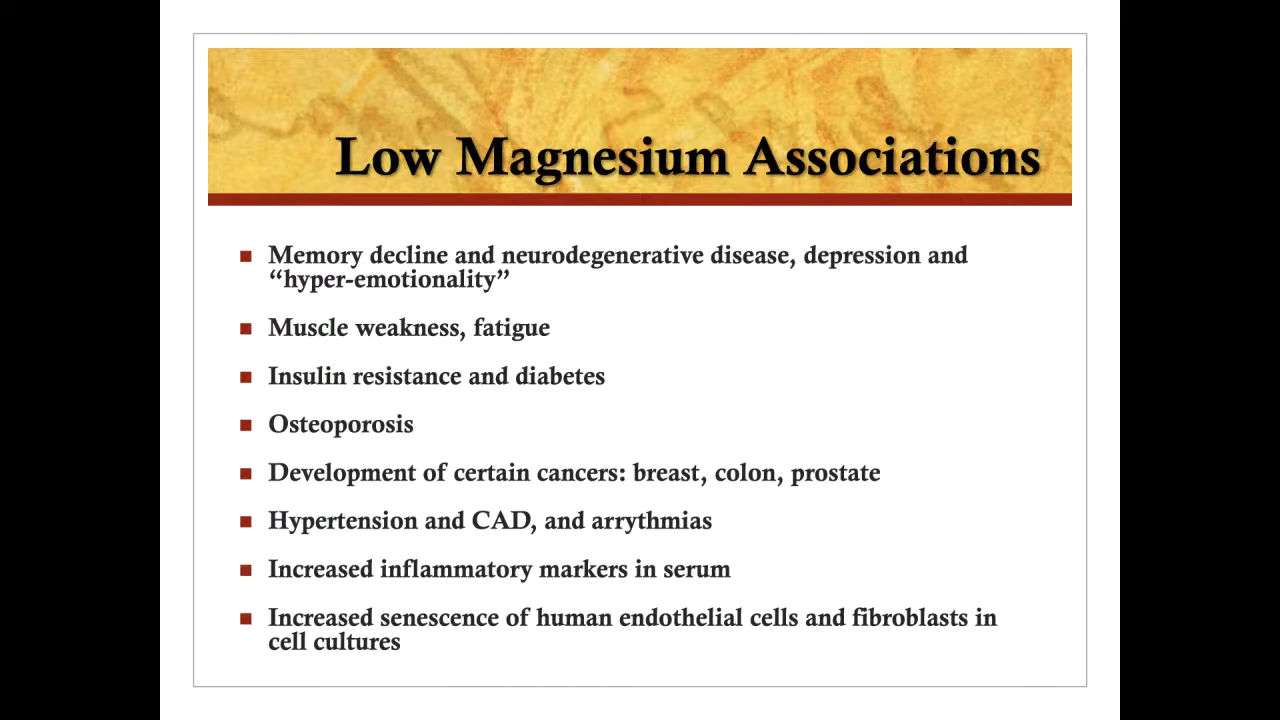 Low Magnesium Associations
■ Memory decline and neurodegenerative disease, depression and
“hyper-emotionality”
■ Muscle weakness, fatigue
■ Insulin resistance and diabetes
■ Osteoporosis
■ Development of certain cancers: breast, colon, prostate
■ Hypertension and CAD, and arrythmias
■ Increased inflammatory markers in serum
■ Increased senescence of human endothelial cells and fibroblasts in
cell cultures